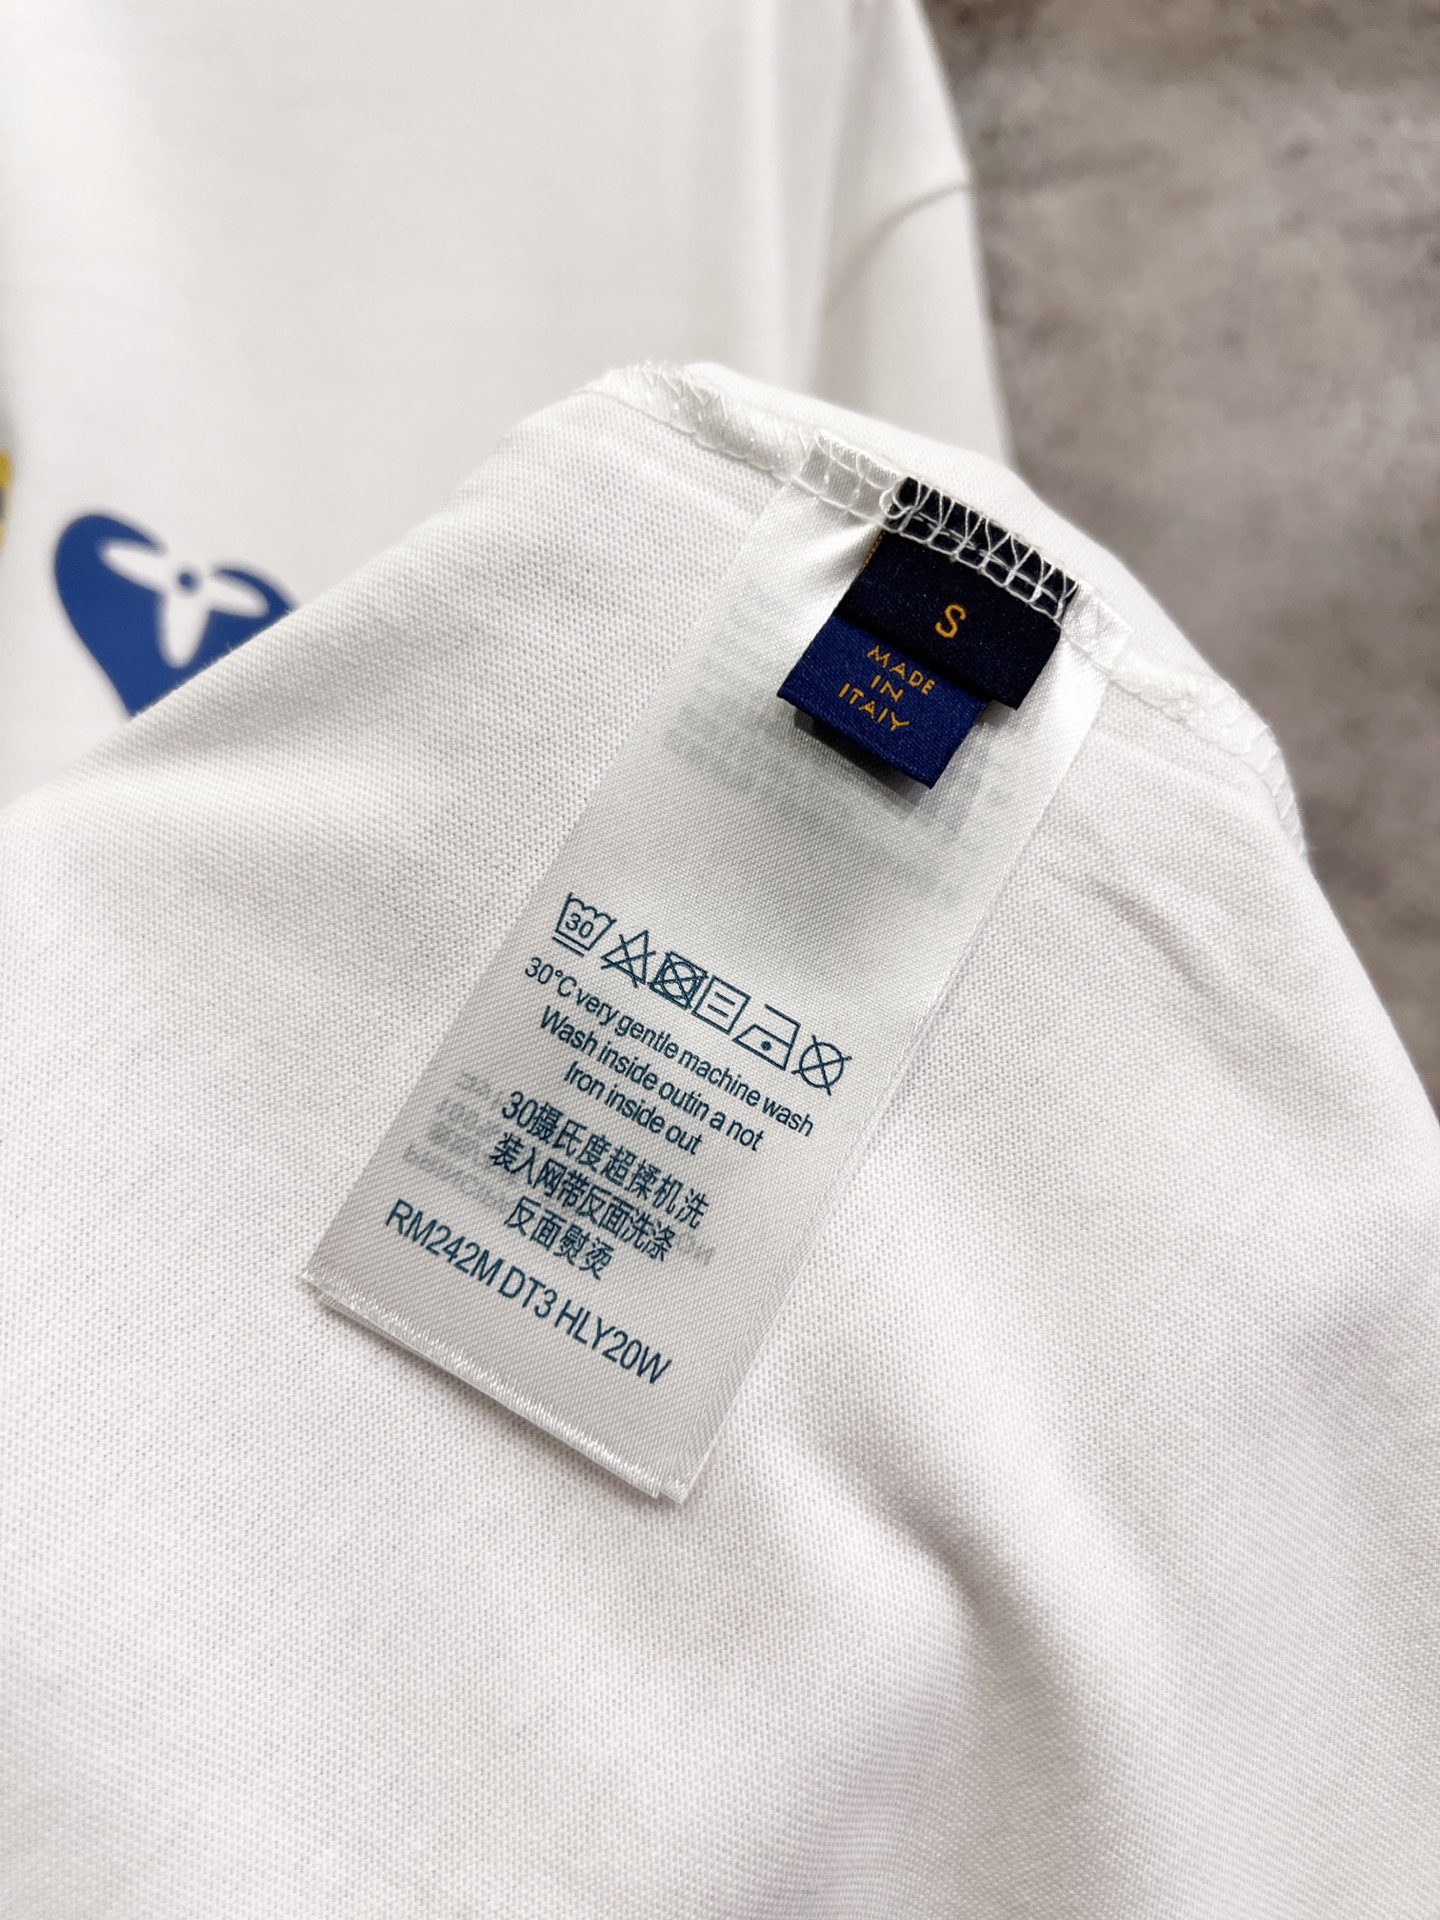 S
MADE
IN
ITAIY
30
30°C very gentle machine wash
Wash inside outin a not
Iron inside out
30摄氏度超揉机洗
装入网带反面洗涤
反面熨烫
RM242M DT3 HLY20W